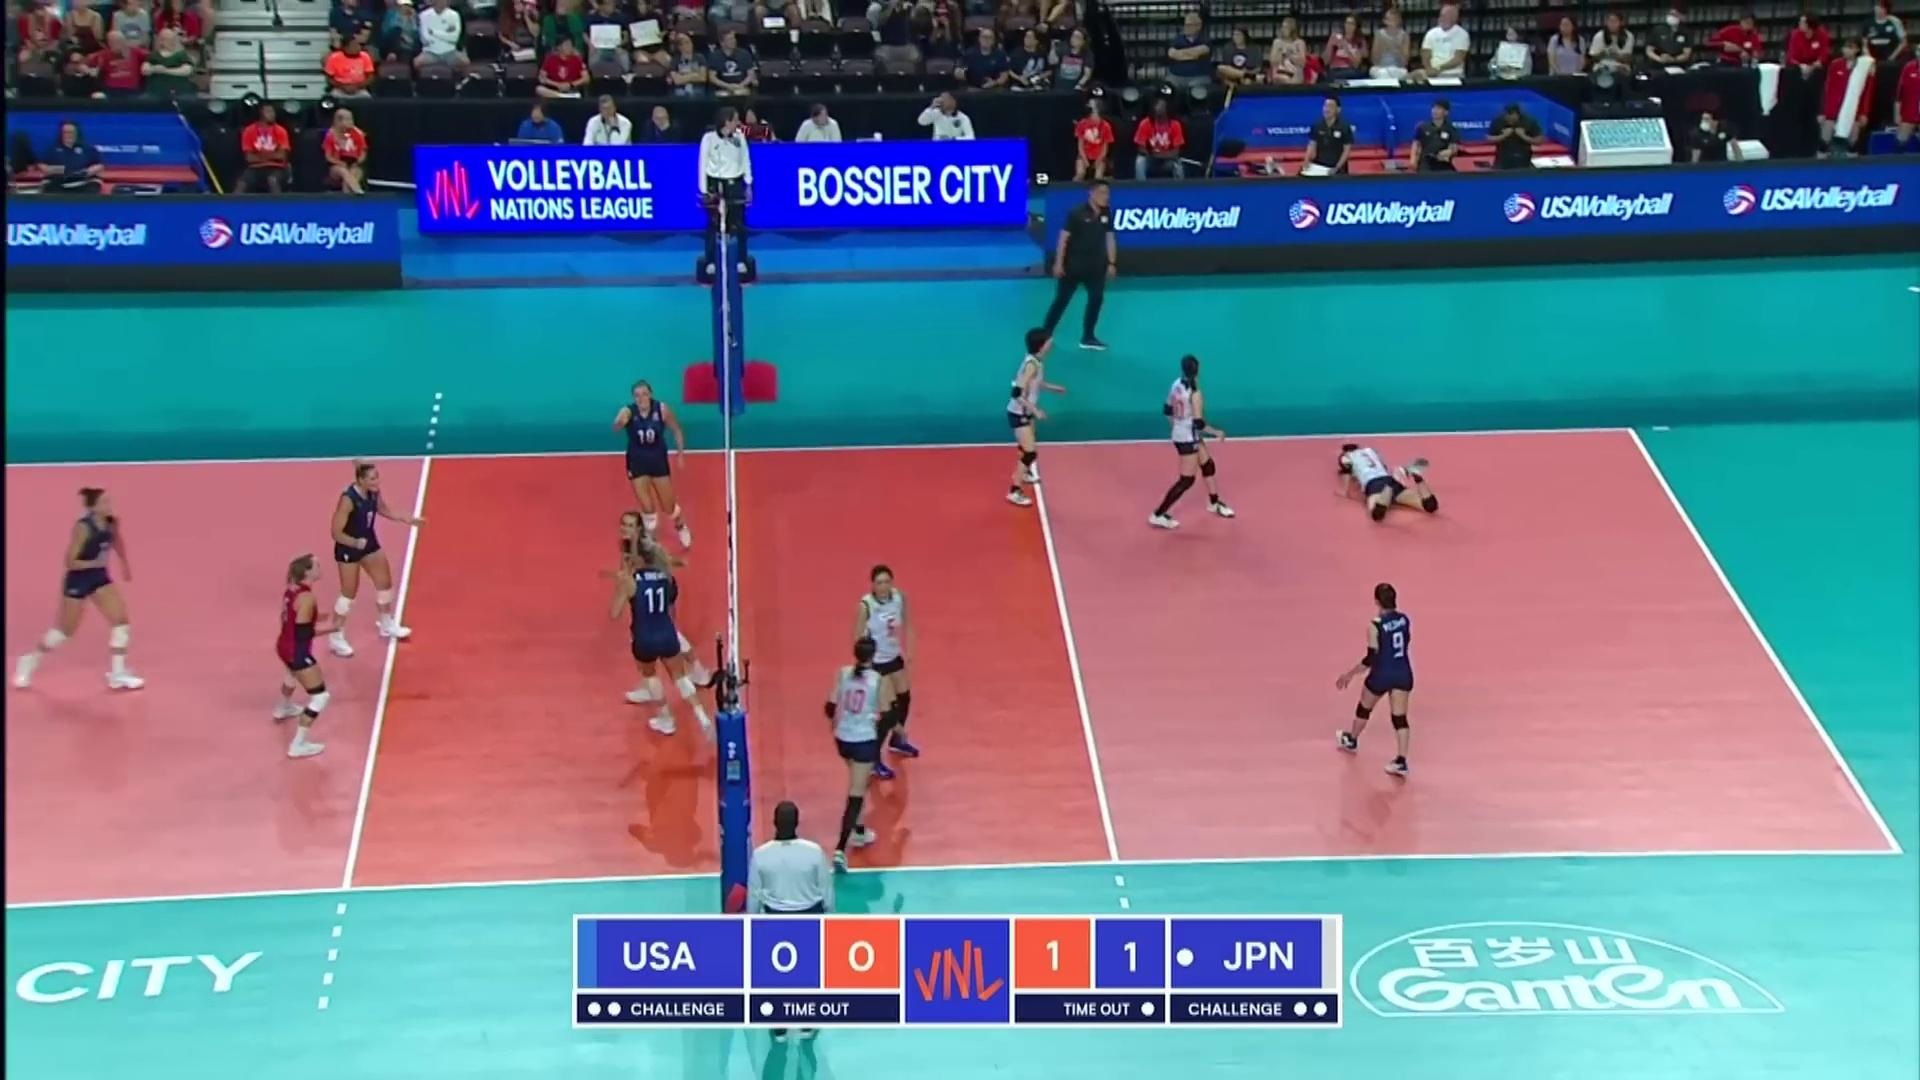 VNL VOLLEYBALL NATIONS LEAGUE
BOSSIER CITY
USAVolleyball
USAVolleyball
USAVolleyball
USAVolleyball
USAVolleyball
USAVolleyball
10
11
10
9
CITY
USA 0 0 VNL 1 1 JPN
CHALLENGE TIME OUT TIME OUT CHALLENGE
百岁山
Ganten